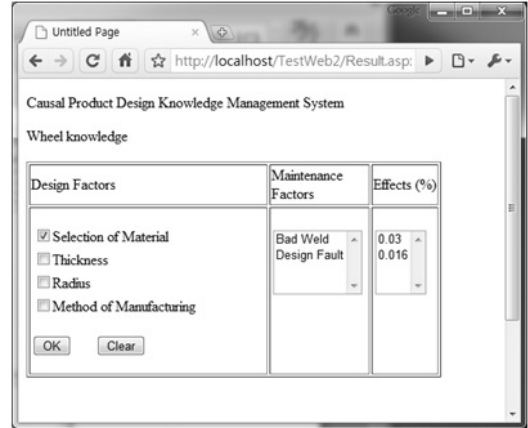 Google
Untitled Page
http://localhost/TestWeb2/Result.asp:
Causal Product Design Knowledge Management System
Wheel knowledge
Design Factors
Maintenance
Factors
Effects (%)
Selection of Material
Thickness
Radius
Method of Manufacturing
OK
Clear
Bad Weld
Design Fault
0.03
0.016